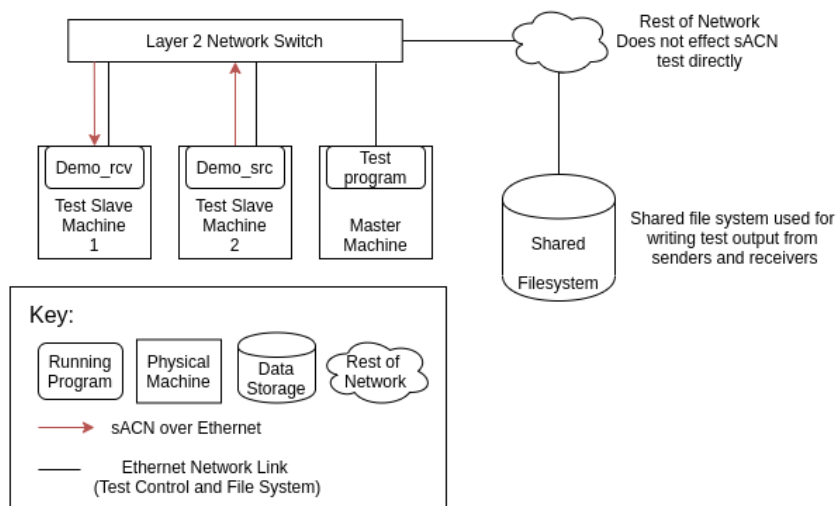 Layer 2 Network Switch
Rest of Network
Does not effect sACN
test directly
Demo_rcv
Test Slave
Machine
1
Demo_src
Test Slave
Machine
2
Test
program
Master
Machine
Shared
Filesystem
Shared file system used for
writing test output from
senders and receivers
Key:
Running
Program
Physical
Machine
Data
Storage
Rest of
Network
sACN over Ethernet
Ethernet Network Link
(Test Control and File System)